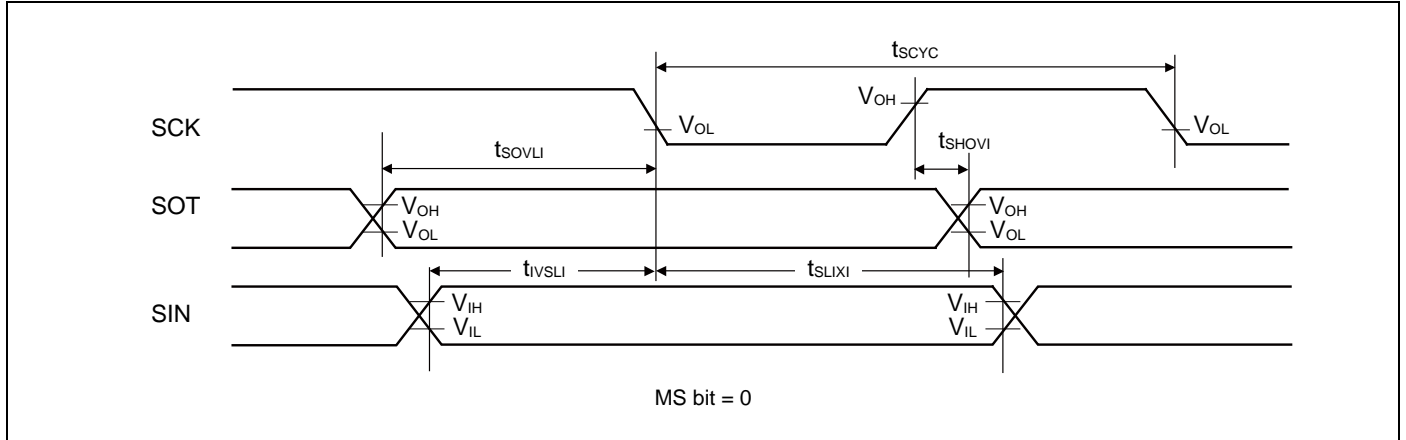 tSCYC
SCK
VOH
VOL
VOL
tSHOVI
tSOVLI
SOT
VOH
VOL
VOH
VOL
tIVSLI
tSLIXI
SIN
VIH
VIL
VIH
VIL
MS bit = 0